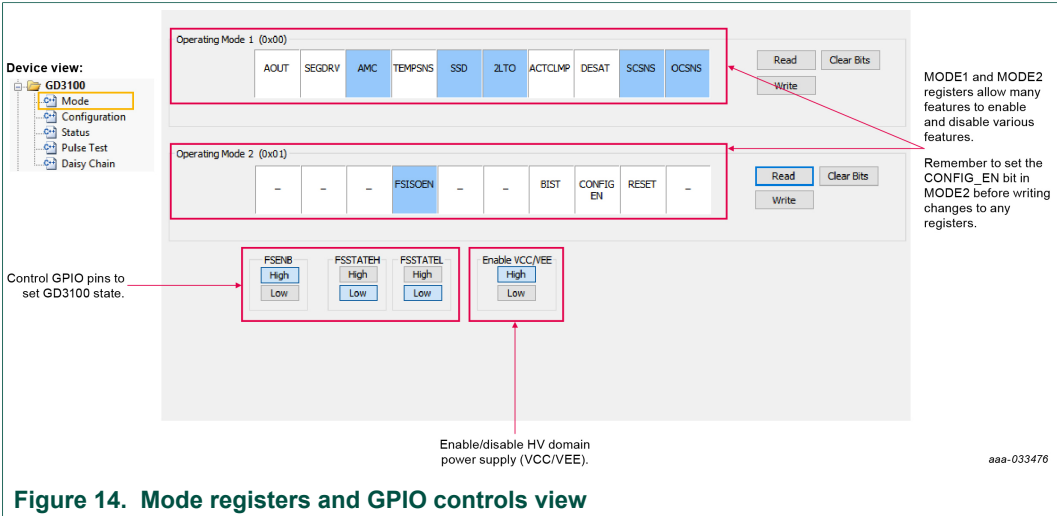 Operating Mode 1 (0x00)
AOUT SEGDRV AMC TEMPSNS SSD 2LTO ACTCLMP DESAT SCSNS OCSNS
Read Clear Bits
Write
Device view:
GD3100
Mode
Configuration
Status
Pulse Test
Daisy Chain
MODE1 and MODE2
registers allow many
features to enable
and disable various
features.
Remember to set the
CONFIG_EN bit in
MODE2 before writing
changes to any
registers.
Operating Mode 2 (0x01)
– – – FSISOEN – – BIST CONFIG EN RESET –
Read Clear Bits
Write
FSENB FSSTATEH FSSTATEL Enable VCC/VEE
High High High High
Low Low Low Low
Control GPIO pins to
set GD3100 state.
Enable/disable HV domain
power supply (VCC/VEE).
aaa-033476
Figure 14. Mode registers and GPIO controls view